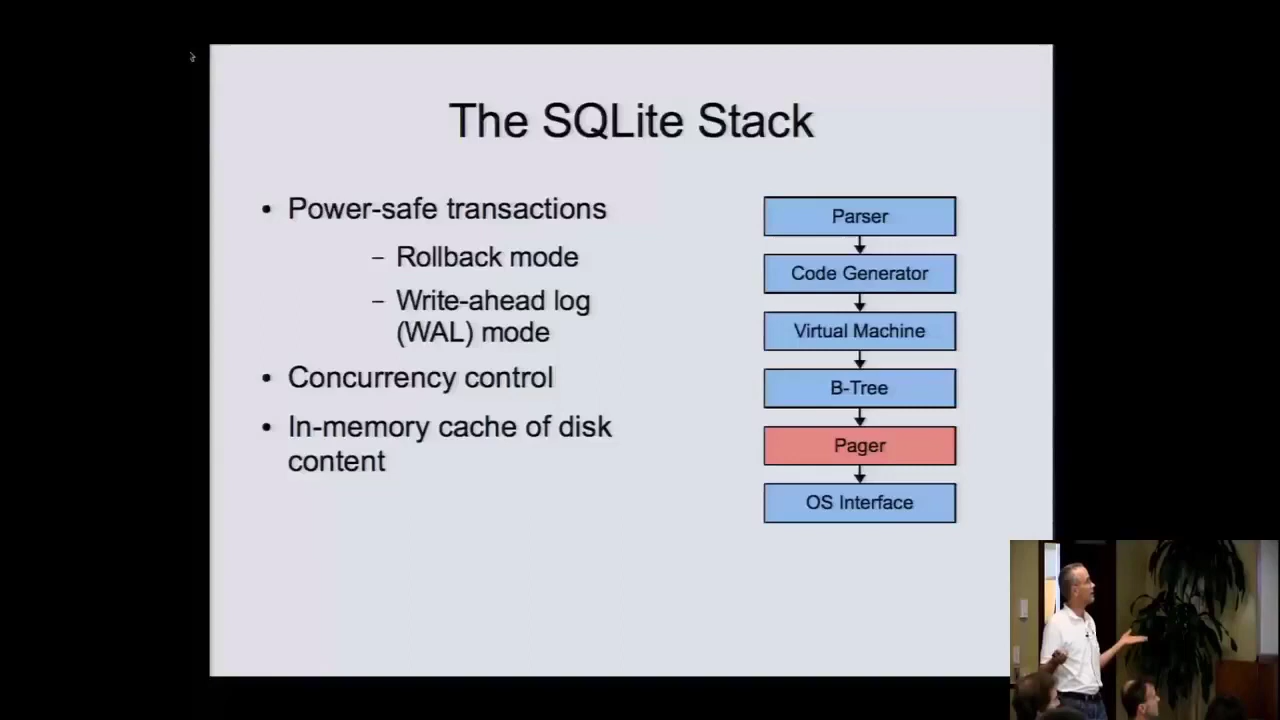 The SQLite Stack
• Power-safe transactions
– Rollback mode
– Write-ahead log
(WAL) mode
• Concurrency control
• In-memory cache of disk
content
Parser
Code Generator
Virtual Machine
B-Tree
Pager
OS Interface